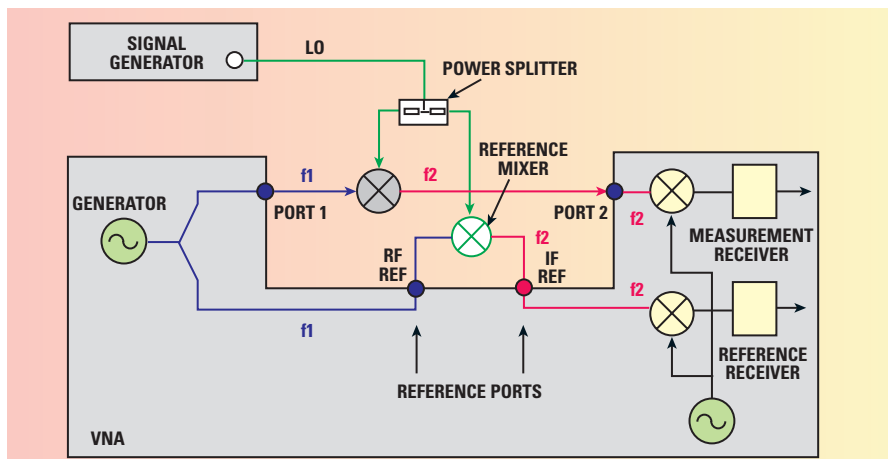 SIGNAL
GENERATOR
LO
POWER SPLITTER
REFERENCE
MIXER
f1
f2
GENERATOR
PORT 1
PORT 2
f2
MEASUREMENT
RECEIVER
RF
REF
f2
IF
REF
f2
f1
REFERENCE PORTS
REFERENCE
RECEIVER
VNA